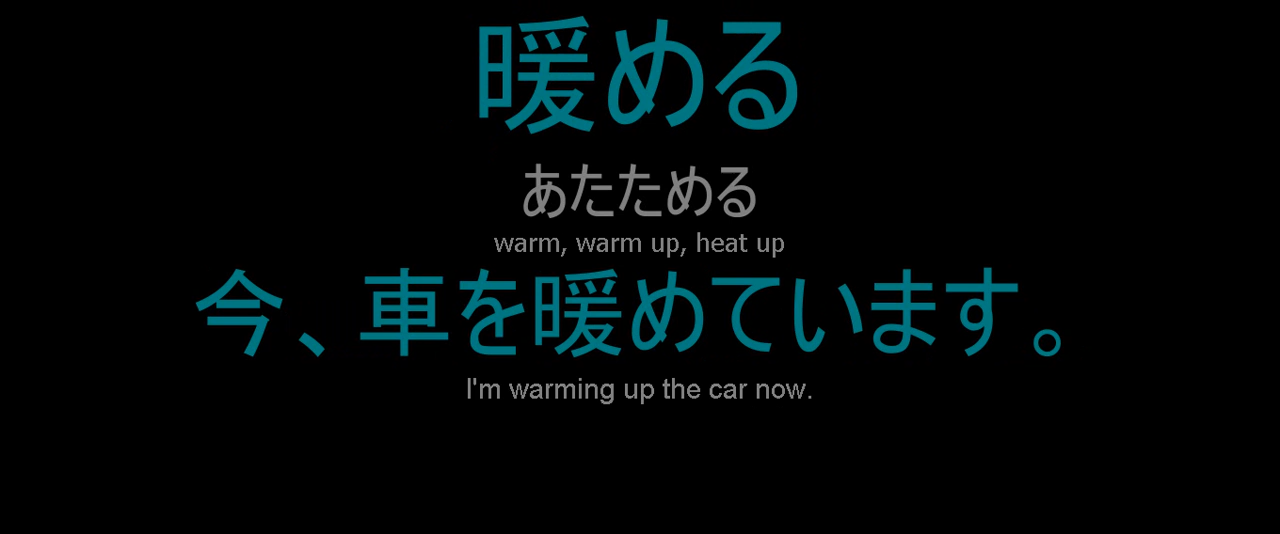 暖める
あたためる
warm, warm up, heat up
今、車を暖めています。
I'm warming up the car now.